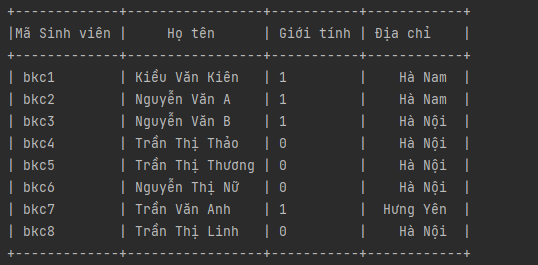 +-------------+-----------------+-----------+------------+
|Mã Sinh viên |     Họ tên      | Giới tính | Địa chỉ    |
+-------------+-----------------+-----------+------------+
| bkc1        | Kiều Văn Kiên   | 1         |    Hà Nam  |
| bkc2        | Nguyễn Văn A    | 1         |    Hà Nam  |
| bkc3        | Nguyễn Văn B    | 1         |    Hà Nội  |
| bkc4        | Trần Thị Thảo   | 0         |    Hà Nội  |
| bkc5        | Trần Thị Thương | 0         |    Hà Nội  |
| bkc6        | Nguyễn Thị Nữ   | 0         |    Hà Nội  |
| bkc7        | Trần Văn Anh    | 1         |  Hưng Yên  |
| bkc8        | Trần Thị Linh   | 0         |    Hà Nội  |
+-------------+-----------------+-----------+------------+